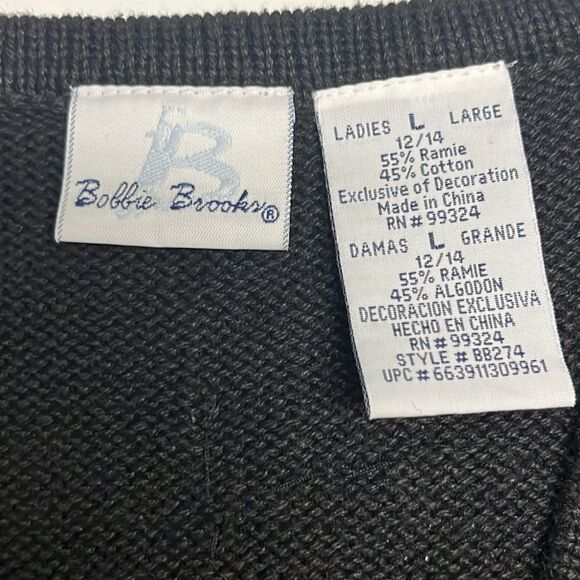 B
Bobbie Brooks®
LADIES L LARGE
12/14
55% Ramie
45% Cotton
Exclusive of Decoration
Made in China
RN# 99324
DAMAS L GRANDE
12/14
55% RAMIE
45% ALGODON
DECORACION EXCLUSIVA
HECHO EN CHINA
RN# 99324
STYLE # BB274
UPC # 663911309961